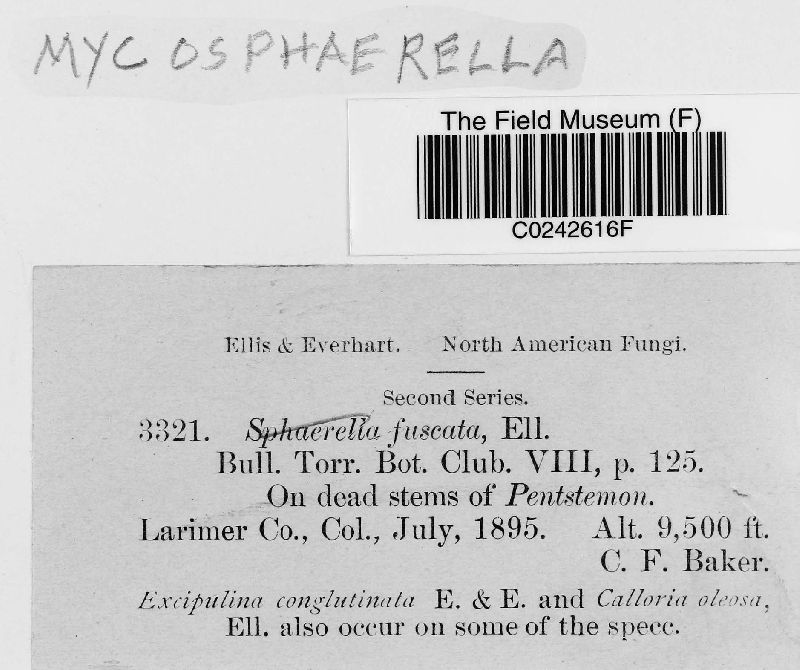 MYCOSPHAERELLA
The Field Museum (F)
C0242616F
Ellis & Everhart. North American Fungi.
Second Series.
3321. Sphaerella fuscata, Ell.
Bull. Torr. Bot. Club. VIII, p. 125.
On dead stems of Pentstemon.
Larimer Co., Col., July, 1895. Alt. 9,500 ft.
C. F. Baker.
Excipulina conglutinata E. & E. and Calloria oleosa,
Ell. also occur on some of the specc.